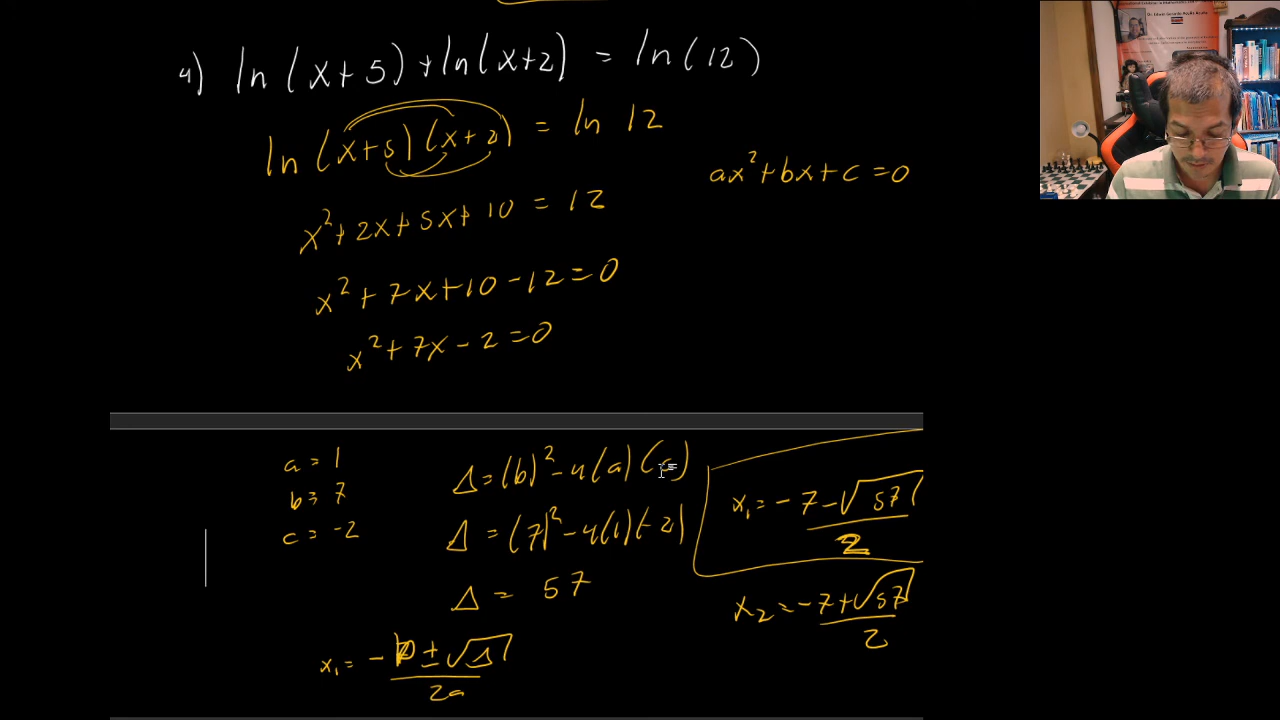 4) ln(x+5)+ln(x+2) = ln(12)
ln(x+5)(x+2) = ln 12
ax²+bx+c=0
x²+2x+5x+10 = 12
x²+7x+10-12=0
x²+7x-2=0
a = 1
b = 7
c = -2
Δ=(b)²-4(a)(c)
Δ = (7)²-4(1)(-2)
Δ = 57
x₁= -b±√Δ / 2a
x₁= -7-√57 / 2
x₂=-7+√57 / 2